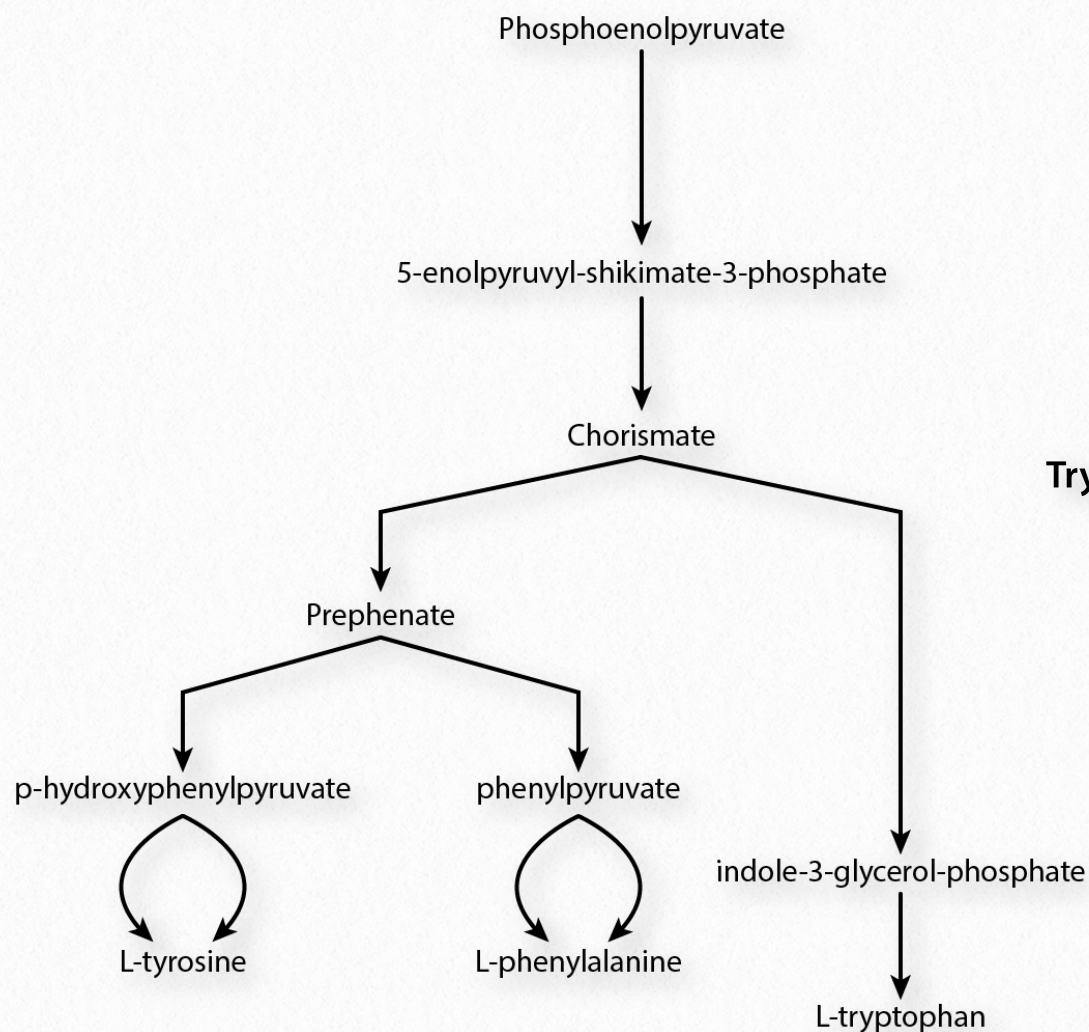 Phosphoenolpyruvate
5-enolpyruvyl-shikimate-3-phosphate
Chorismate
Prephenate
p-hydroxyphenylpyruvate
phenylpyruvate
indole-3-glycerol-phosphate
L-tyrosine
L-phenylalanine
L-tryptophan